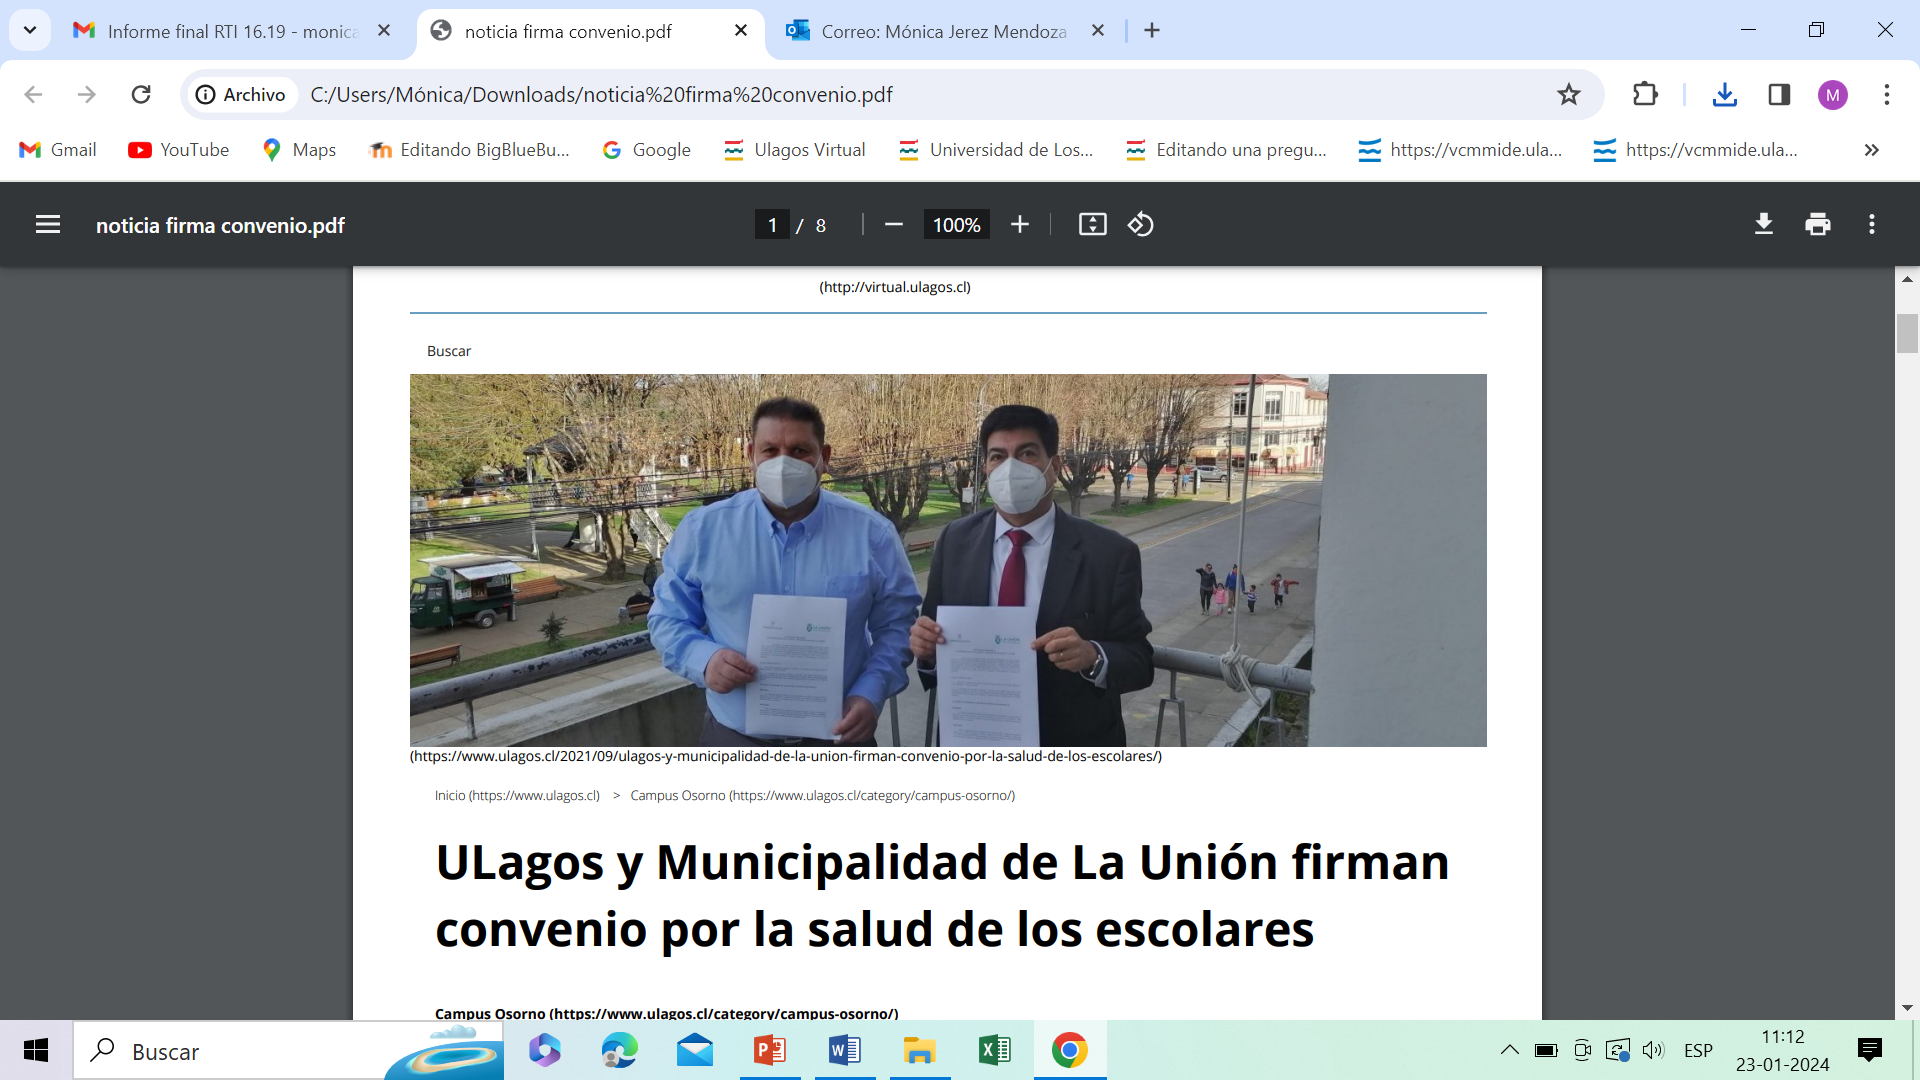 Informe final RTI 16.19 - monica
noticia firma convenio.pdf
Correo: Mónica Jerez Mendoza
Archivo
C:/Users/Mónica/Downloads/noticia%20firma%20convenio.pdf
M
Gmail
YouTube
Maps
Editando BigBlueBu...
Google
Ulagos Virtual
Universidad de Los...
Editando una pregu...
https://vcmmide.ula...
https://vcmmide.ula...
noticia firma convenio.pdf
1 / 8
100%
(http://virtual.ulagos.cl)
Buscar
LA UNIÓN
LA UNIÓN
(https://www.ulagos.cl/2021/09/ulagos-y-municipalidad-de-la-union-firman-convenio-por-la-salud-de-los-escolares/)
Inicio (https://www.ulagos.cl) > Campus Osorno (https://www.ulagos.cl/category/campus-osorno/)
ULagos y Municipalidad de La Unión firman
convenio por la salud de los escolares
Campus Osorno (https://www.ulagos.cl/category/campus-osorno/)
Buscar
ESP
11:12
23-01-2024